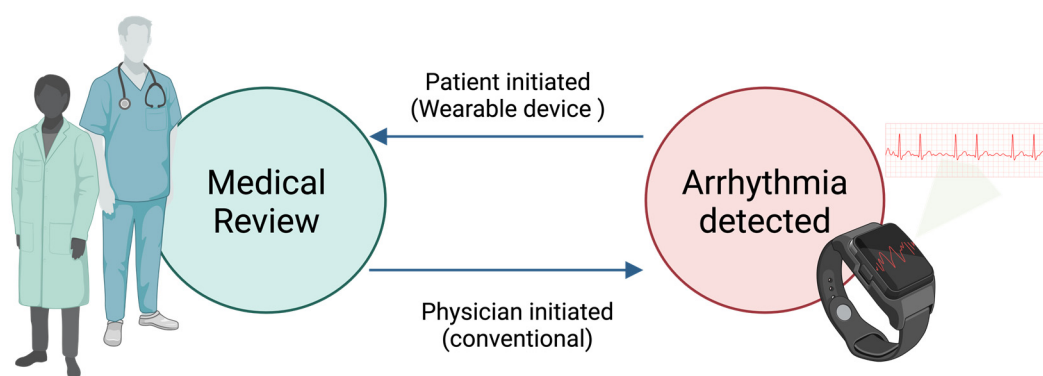 Patient initiated
(Wearable device )
Medical
Review
Arrhythmia
detected
Physician initiated
(conventional)